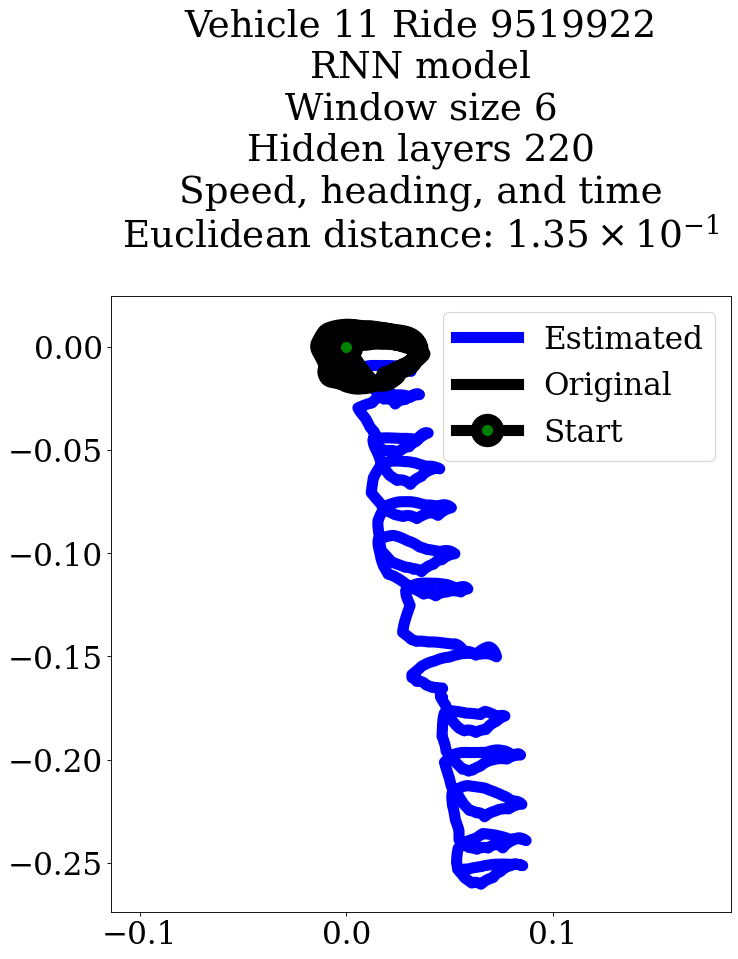 Vehicle 11 Ride 9519922
RNN model
Window size 6
Hidden layers 220
Speed, heading, and time
Euclidean distance: 1.35 × 10⁻¹
Estimated
Original
Start
0.00
−0.05
−0.10
−0.15
−0.20
−0.25
−0.1
0.0
0.1